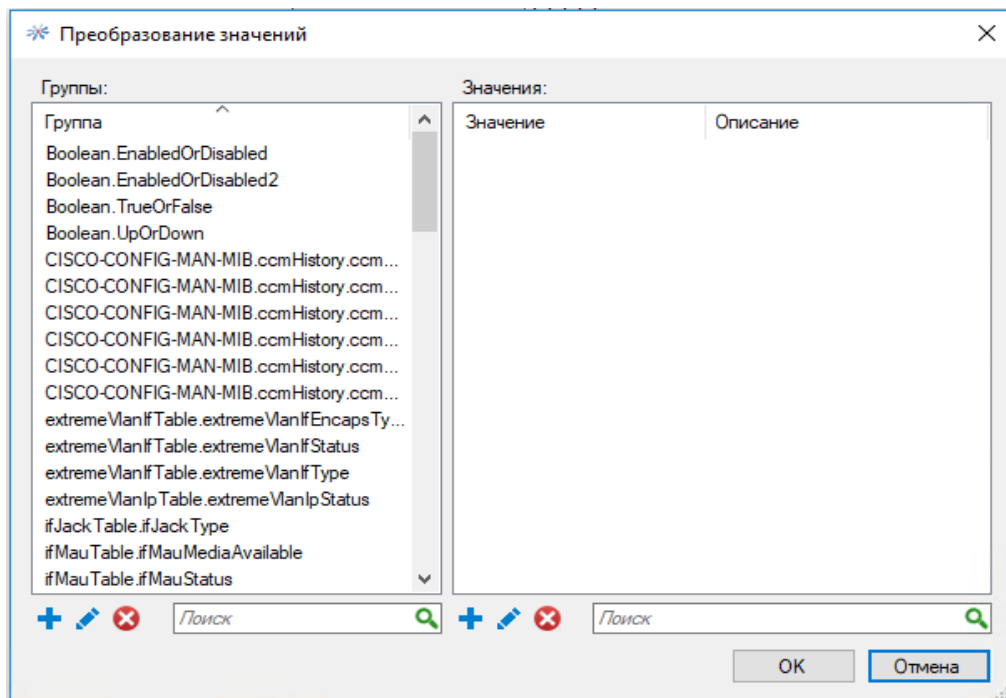 Преобразование значений
Группы:
Группа
Boolean.EnabledOrDisabled
Boolean.EnabledOrDisabled2
Boolean.TrueOrFalse
Boolean.UpOrDown
CISCO-CONFIG-MAN-MIB.ccmHistory.ccm...
CISCO-CONFIG-MAN-MIB.ccmHistory.ccm...
CISCO-CONFIG-MAN-MIB.ccmHistory.ccm...
CISCO-CONFIG-MAN-MIB.ccmHistory.ccm...
CISCO-CONFIG-MAN-MIB.ccmHistory.ccm...
CISCO-CONFIG-MAN-MIB.ccmHistory.ccm...
extremeVlanIfTable.extremeVlanIfEncapsTy...
extremeVlanIfTable.extremeVlanIfStatus
extremeVlanIfTable.extremeVlanIfType
extremeVlanIpTable.extremeVlanIpStatus
ifJackTable.ifJackType
ifMauTable.ifMauMediaAvailable
ifMauTable.ifMauStatus
Поиск
Значения:
Значение Описание
Поиск
OK Отмена